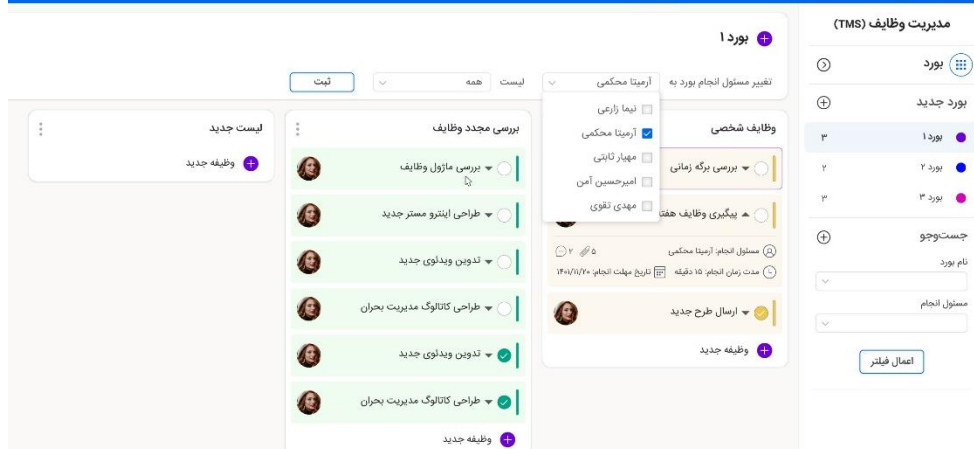 مدیریت وظایف (TMS)
بورد
بورد جدید
بورد ۱ ۳
بورد ۲ ۲
بورد ۳ ۳
جست‌وجو
نام بورد
مسئول انجام
اعمال فیلتر
بورد ۱
تغییر مسئول انجام بورد به آرمیتا محکمی لیست همه ثبت
نیما زارعی
آرمیتا محکمی
مهیار ثابتی
امیرحسین آمن
مهدی تقوی
وظایف شخصی
بررسی برگه زمانی
پیگیری وظایف هفت
مسئول انجام: آرمیتا محکمی ۵ ۲
مدت زمان انجام: ۱۵ دقیقه تاریخ مهلت انجام: ۱۴۰۱/۱۱/۲۰
ارسال طرح جدید
وظیفه جدید
بررسی مجدد وظایف
بررسی ماژول وظایف
طراحی اینترو مستر جدید
تدوین ویدئوی جدید
طراحی کاتالوگ مدیریت بحران
تدوین ویدئوی جدید
طراحی کاتالوگ مدیریت بحران
وظیفه جدید
لیست جدید
وظیفه جدید